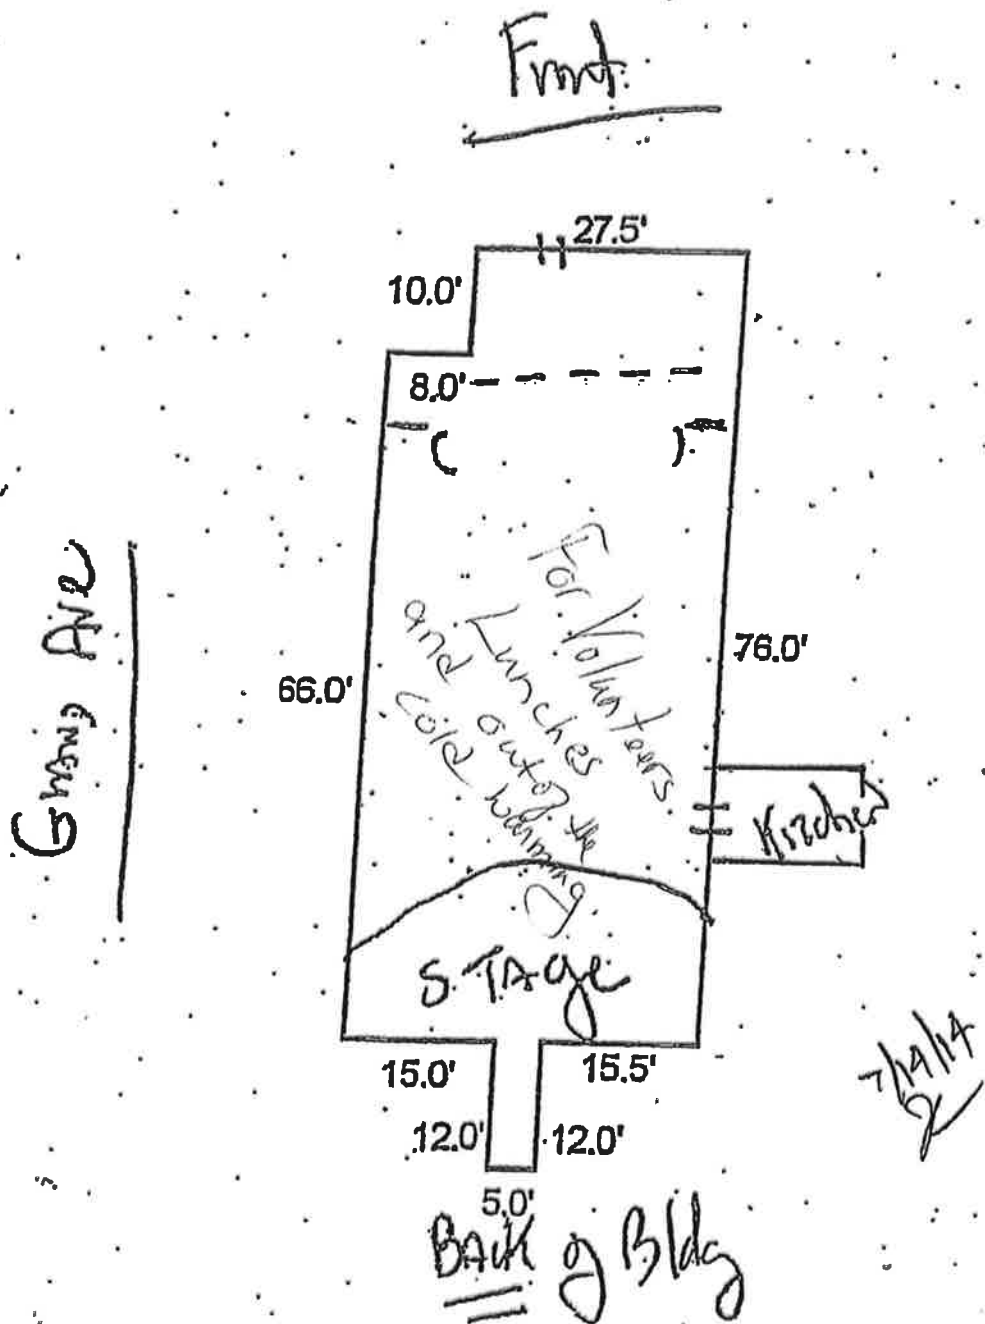 Front
27.5'
10.0'
8.0'
For Volunteers
Lunches
and out of the
Cold Warming
66.0'
76.0'
Ave
Kitchen
STAge
15.0'
15.5'
12.0'
12.0'
5.0'
7/14/14
BAck of Bldg